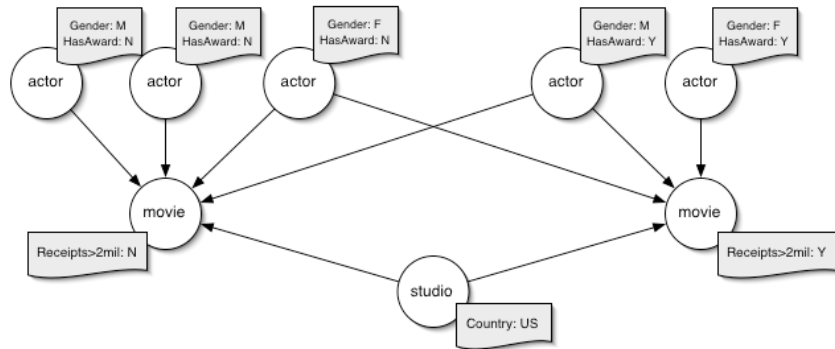 Gender: M
HasAward: N
Gender: M
HasAward: N
Gender: F
HasAward: N
Gender: M
HasAward: Y
Gender: F
HasAward: Y
actor
actor
actor
actor
actor
movie
movie
Receipts>2mil: N
Receipts>2mil: Y
studio
Country: US